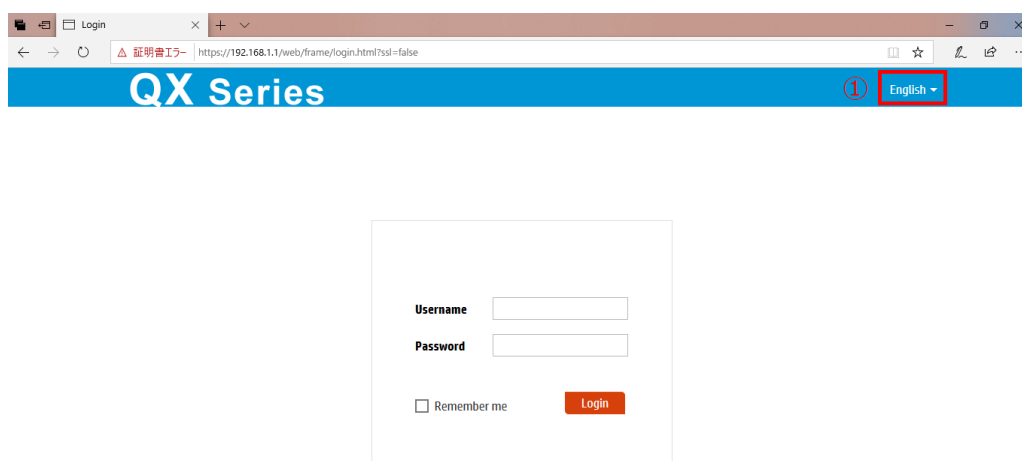 Login
証明書エラー https://192.168.1.1/web/frame/login.html?ssl=false
QX Series
① English
Username
Password
Remember me Login